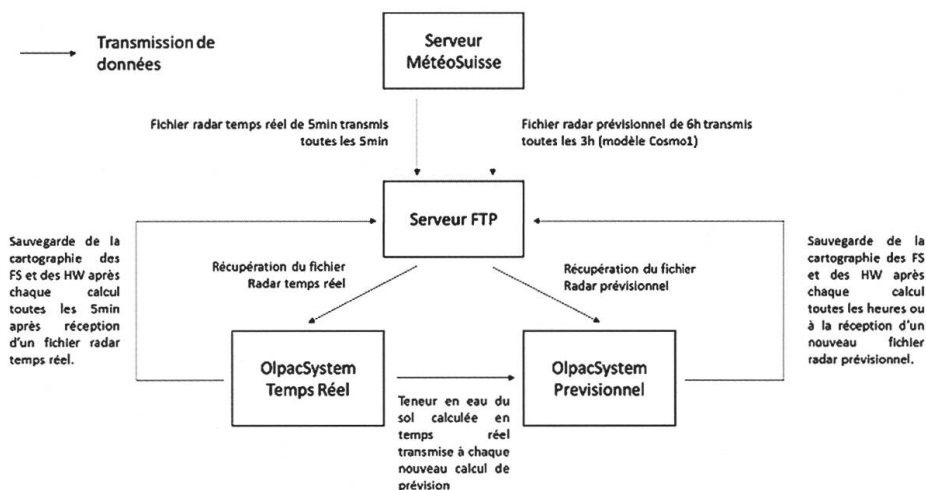 Transmission de
données
Serveur
MétéoSuisse
Fichier radar temps réel de 5min transmis
toutes les 5min
Fichier radar prévisionnel de 6h transmis
toutes les 3h (modèle Cosmo1)
Serveur FTP
Sauvegarde de la
cartographie des
FS et des HW après
chaque calcul
toutes les 5min
après réception
d'un fichier radar
temps réel.
Récupération du fichier
Radar temps réel
Récupération du fichier
Radar prévisionnel
Sauvegarde de la
cartographie des FS
et des HW après
chaque calcul
toutes les heures ou
à la réception d'un
nouveau fichier
radar prévisionnel.
OlpacSystem
Temps Réel
OlpacSystem
Previsionnel
Teneur en eau du
sol calculée en
temps réel
transmise à chaque
nouveau calcul de
prévision